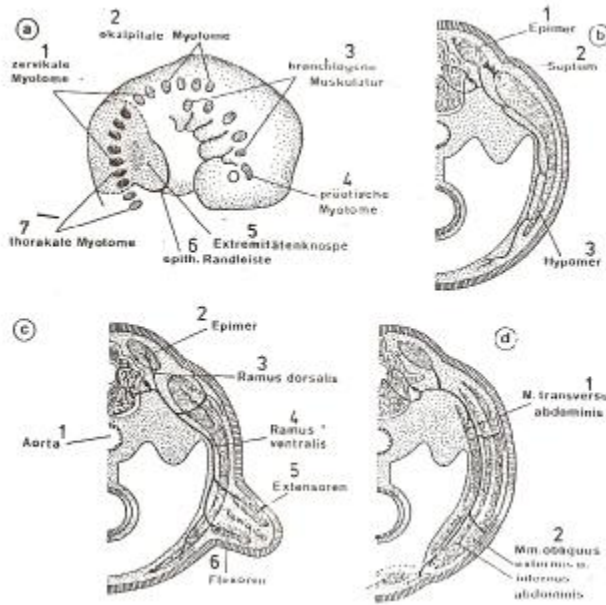 a
2
okzipitale Myotome
1
zervikale
Myotome
3
branchiogene
Muskulatur
4
präotische
Myotome
5
Extremitätenknospe
6
epith. Randleiste
7
thorakale Myotome
b
1
Epimer
2
Septum
3
Hypomer
c
2
Epimer
3
Ramus dorsalis
1
Aorta
4
Ramus
ventralis
5
Extensoren
6
Flexoren
d
1
M. transversus
abdominis
2
Mm. obliquus
externus u.
internus
abdominis